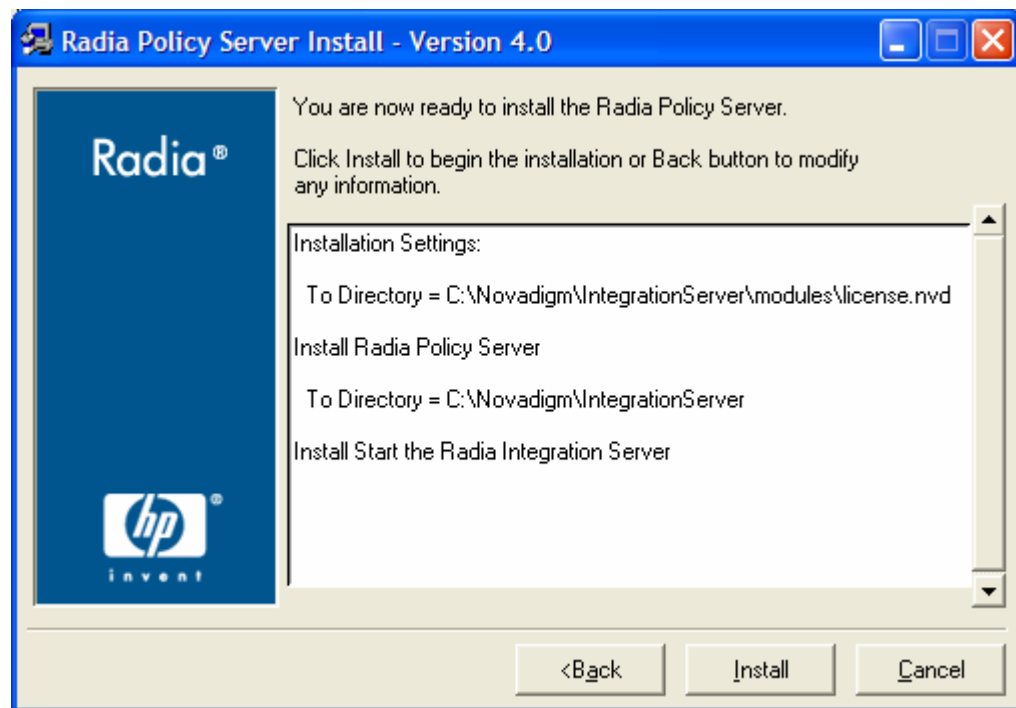 Radia Policy Server Install - Version 4.0
Radia®
You are now ready to install the Radia Policy Server.
Click Install to begin the installation or Back button to modify
any information.
Installation Settings:
To Directory = C:\Novadigm\IntegrationServer\modules\license.nvd
Install Radia Policy Server
To Directory = C:\Novadigm\IntegrationServer
Install Start the Radia Integration Server
hp®
invent
<Back
Install
Cancel